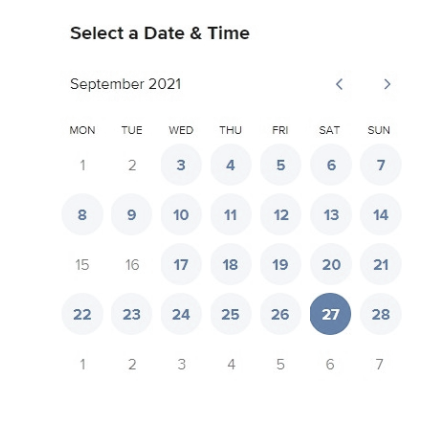 Select a Date & Time
September 2021
MON TUE WED THU FRI SAT SUN
1 2 3 4 5 6 7
8 9 10 11 12 13 14
15 16 17 18 19 20 21
22 23 24 25 26 27 28
1 2 3 4 5 6 7